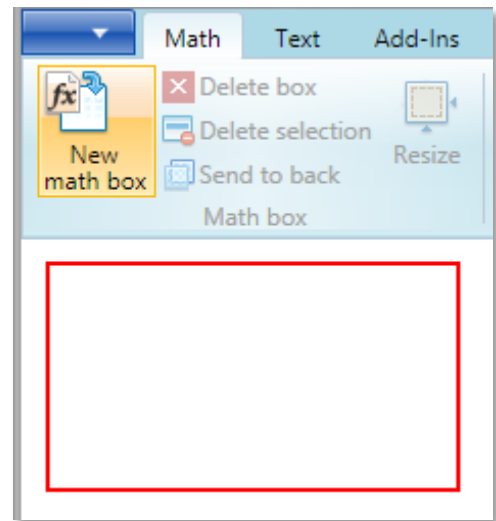 Math Text Add-Ins
fx
New
math box
Delete box
Delete selection
Send to back
Resize
Math box